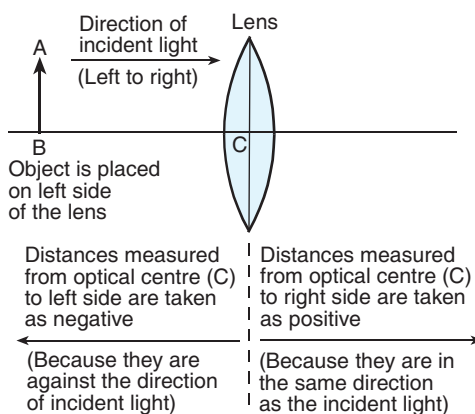 Direction of
incident light
(Left to right)
Lens
A
B
C
Object is placed
on left side
of the lens
Distances measured
from optical centre (C)
to left side are taken
as negative
(Because they are
against the direction
of incident light)
Distances measured
from optical centre (C)
to right side are taken
as positive
(Because they are in
the same direction
as the incident light)